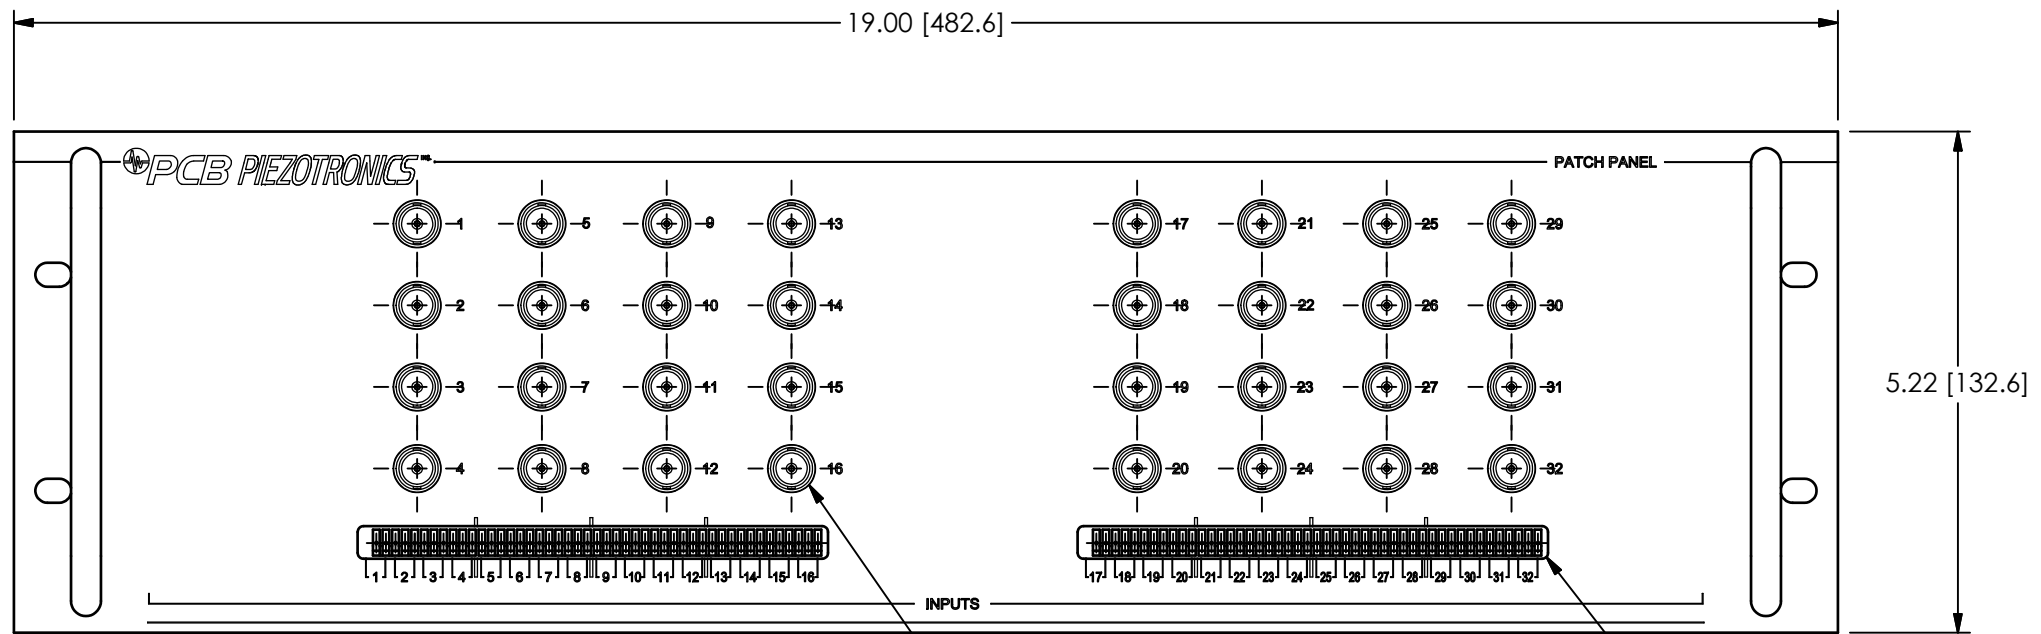 19.00 [482.6]
PCB PIEZOTRONICS INC.
PATCH PANEL
1 5 9 13 17 21 25 29
2 6 10 14 18 22 26 30
5.22 [132.6]
3 7 11 15 19 23 27 31
4 8 12 16 20 24 28 32
1 2 3 4 5 6 7 8 9 10 11 12 13 14 15 16 17 18 19 20 21 22 23 24 25 26 27 28 29 30 31 32
INPUTS